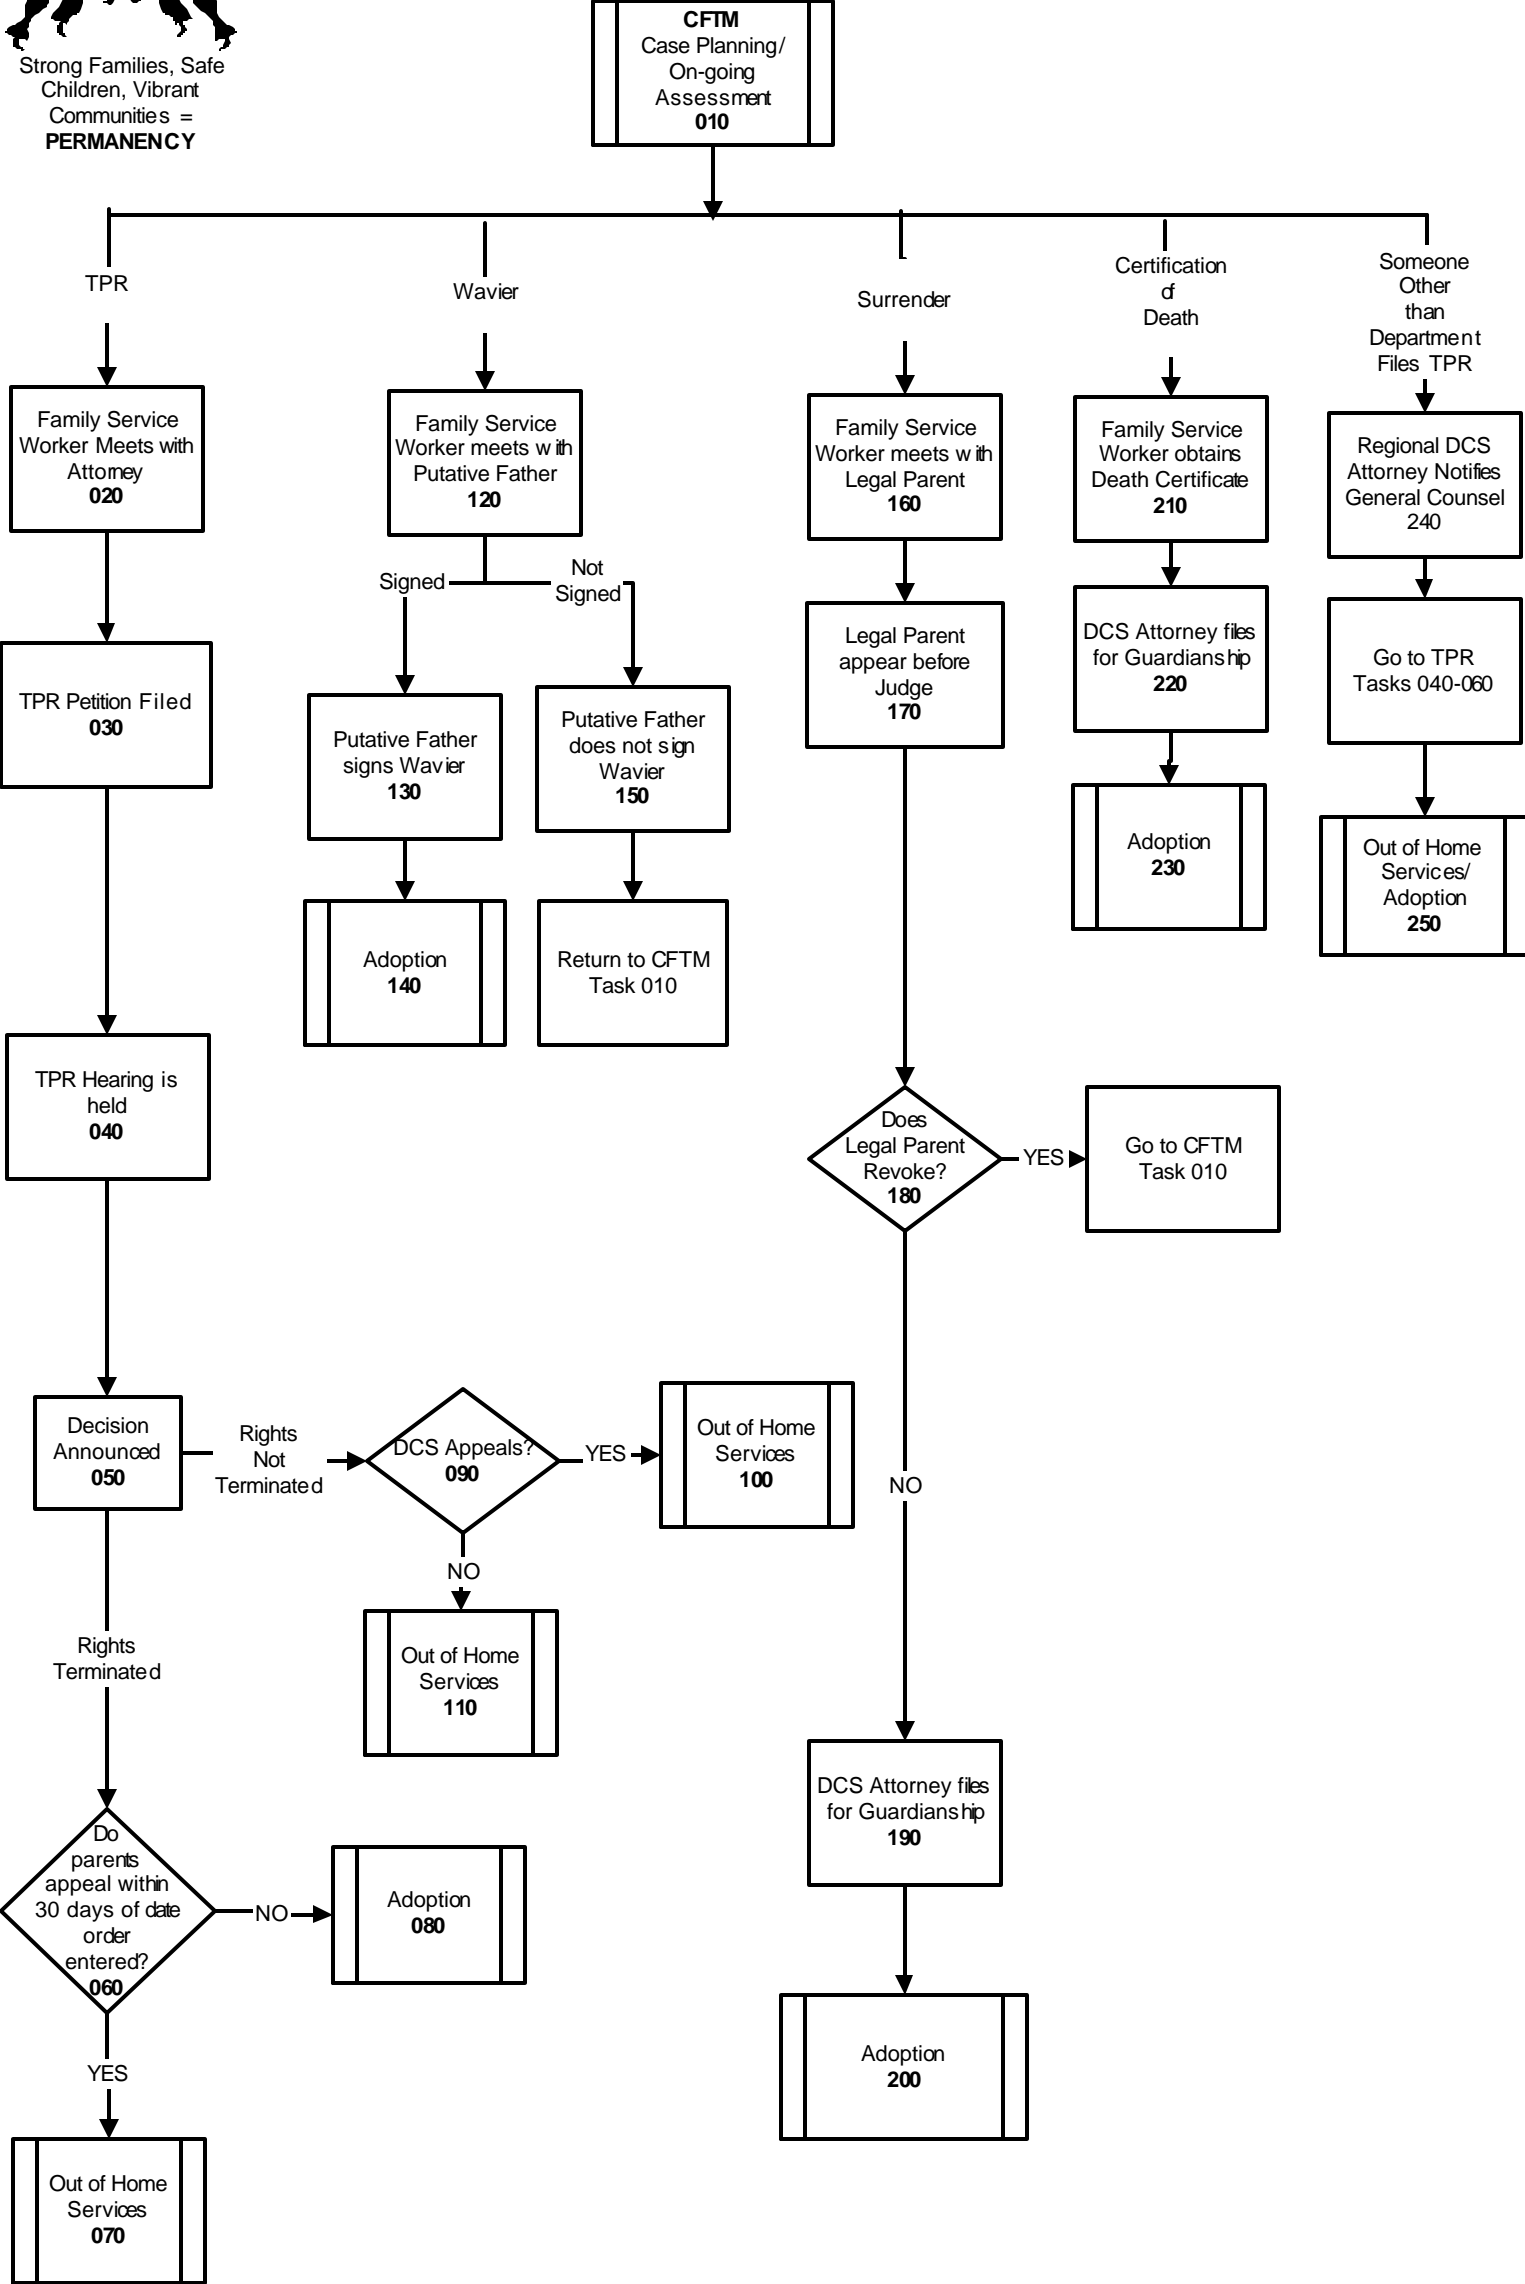 Strong Families, Safe
Children, Vibrant
Communities =
PERMANENCY
CFTM
Case Planning/
On-going
Assessment
010
TPR
Family Service
Worker Meets with
Attorney
020
TPR Petition Filed
030
TPR Hearing is
held
040
Decision
Announced
050
Rights
Not
Terminated
DCS Appeals?
090
YES
Out of Home
Services
100
NO
Out of Home
Services
110
Rights
Terminated
Do
parents
appeal within
30 days of date
order
entered?
060
NO
Adoption
080
YES
Out of Home
Services
070
Wavier
Family Service
Worker meets with
Putative Father
120
Signed
Putative Father
signs Wavier
130
Adoption
140
Not
Signed
Putative Father
does not sign
Wavier
150
Return to CFTM
Task 010
Surrender
Family Service
Worker meets with
Legal Parent
160
Legal Parent
appear before
Judge
170
Does
Legal Parent
Revoke?
180
YES
Go to CFTM
Task 010
NO
DCS Attorney files
for Guardianship
190
Adoption
200
Certification
of
Death
Family Service
Worker obtains
Death Certificate
210
DCS Attorney files
for Guardianship
220
Adoption
230
Someone
Other
than
Department
Files TPR
Regional DCS
Attorney Notifies
General Counsel
240
Go to TPR
Tasks 040-060
Out of Home
Services/
Adoption
250